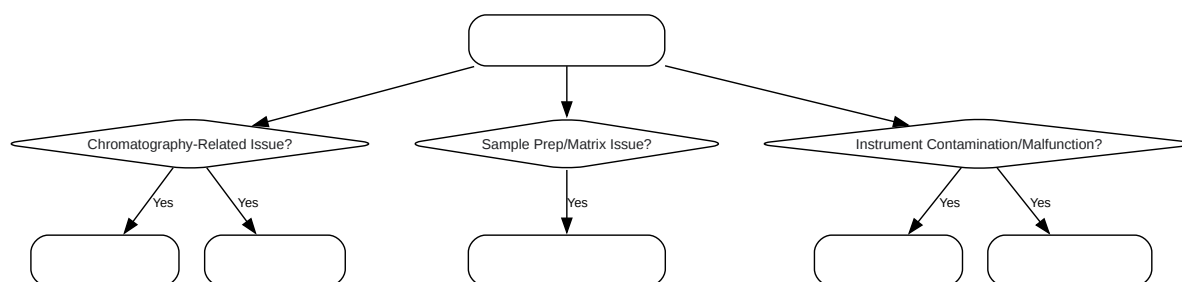 Chromatography-Related Issue?
Sample Prep/Matrix Issue?
Instrument Contamination/Malfunction?
Yes
Yes
Yes
Yes
Yes